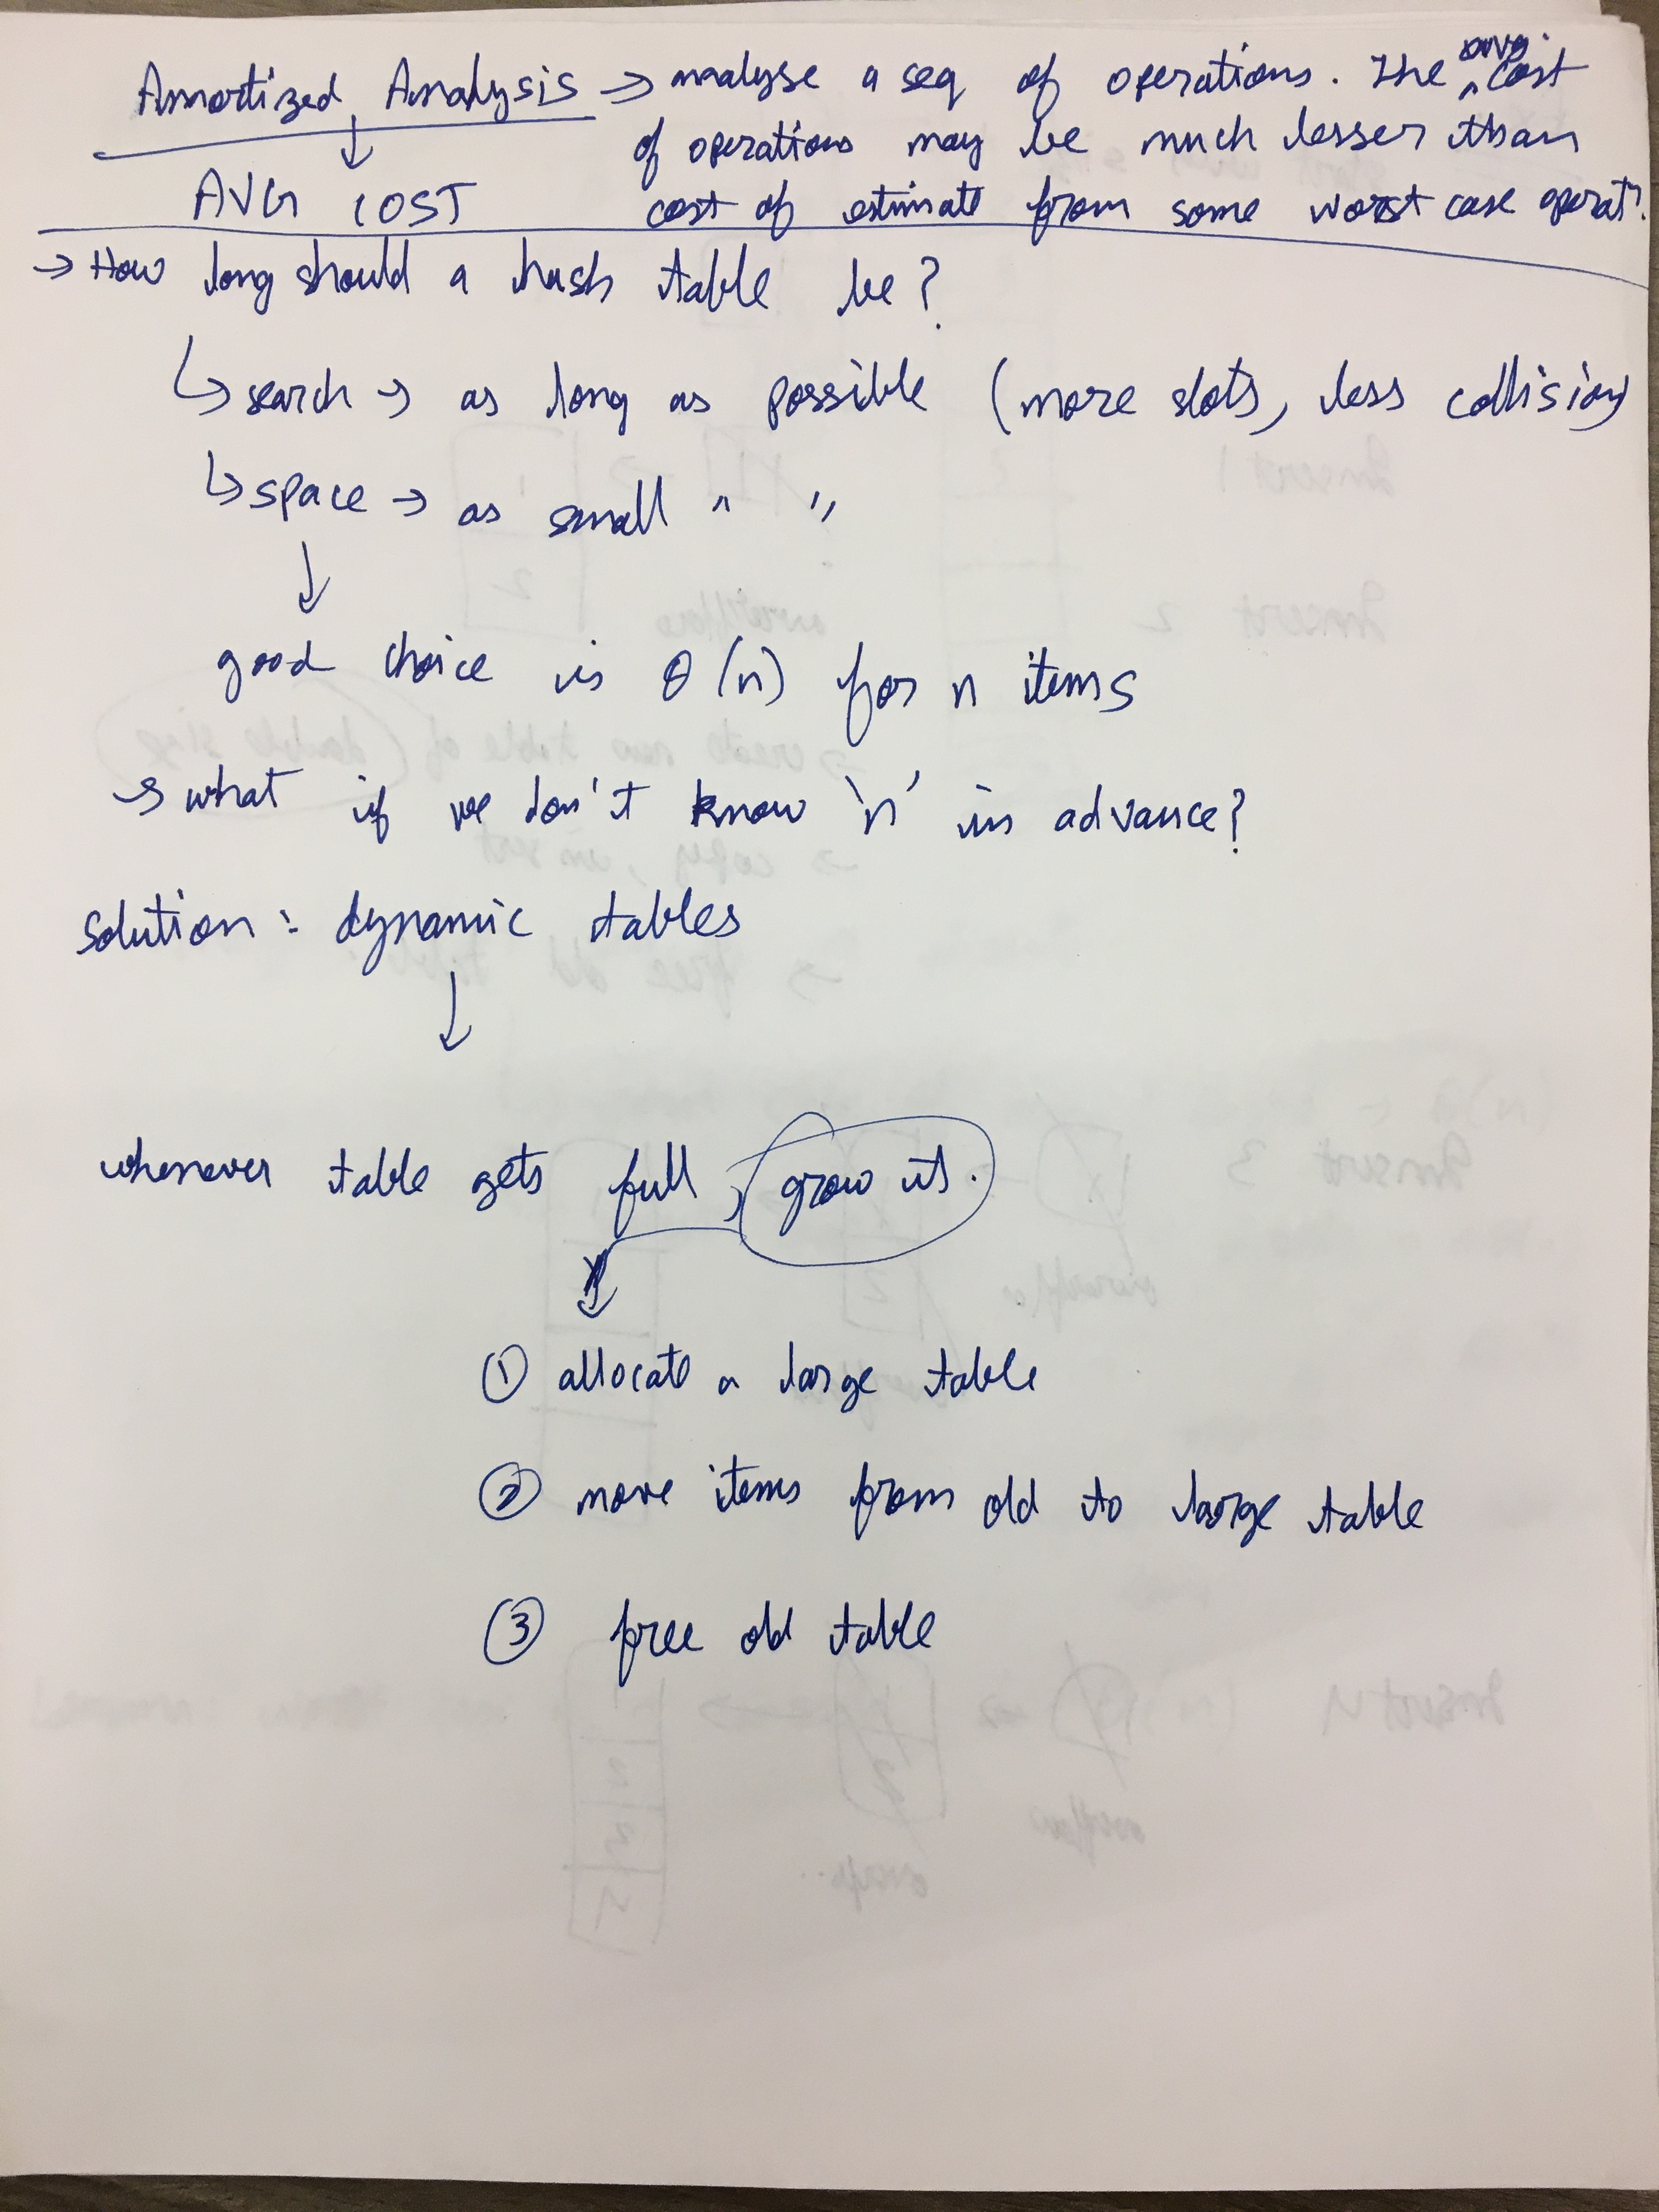 Amortized Analysis → analyse a seq of operations. The avg. cost
of operations may be much lesser than
↓
AVG COST
cost of estimate from some worst case operatn.
→ How long should a hash table be?
↳ search → as long as possible (more slots, less collision)
↳ space → as small " "
↓
good choice is θ(n) for n items
→ what if we don't know 'n' in advance?
solution: dynamic tables
↓
whenever table gets full, grow it.
↓
① allocate a large table
② move items from old to large table
③ free old table